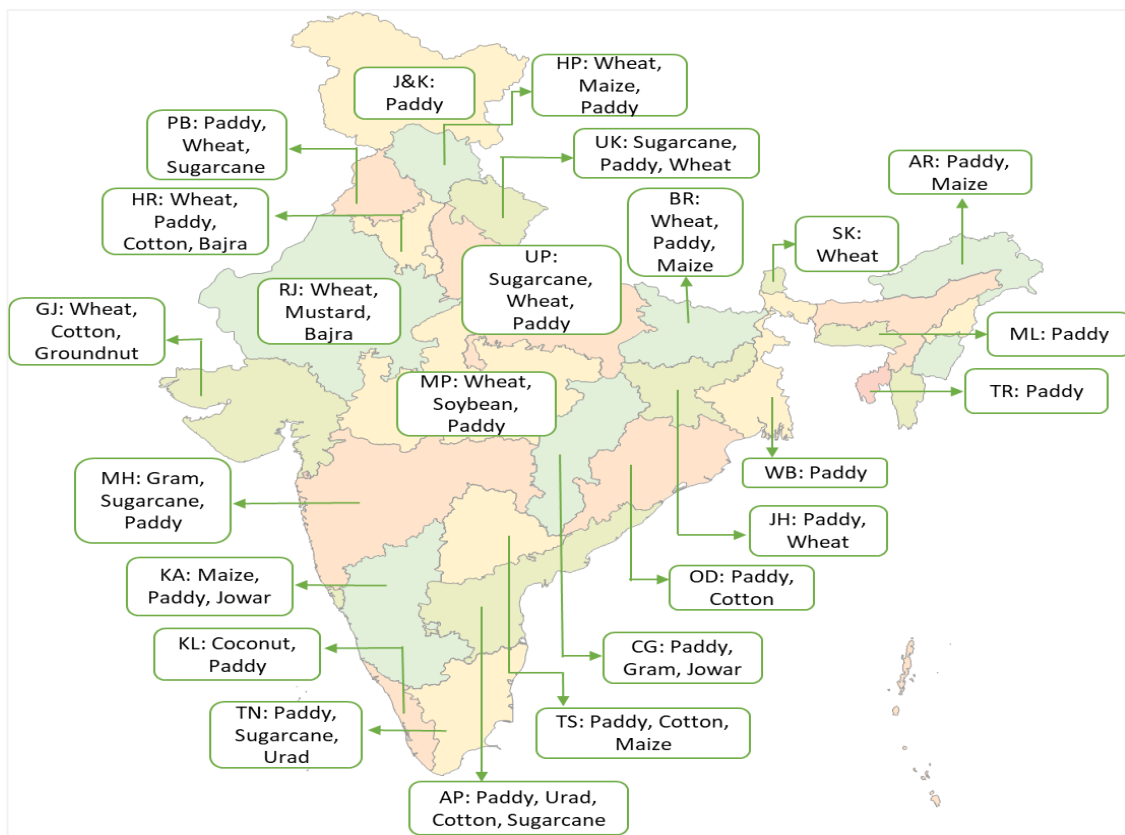 J&K:
Paddy
HP: Wheat,
Maize,
Paddy
PB: Paddy,
Wheat,
Sugarcane
UK: Sugarcane,
Paddy, Wheat
AR: Paddy,
Maize
HR: Wheat,
Paddy,
Cotton, Bajra
BR:
Wheat,
Paddy,
Maize
SK:
Wheat
UP:
Sugarcane,
Wheat,
Paddy
RJ: Wheat,
Mustard,
Bajra
GJ: Wheat,
Cotton,
Groundnut
ML: Paddy
MP: Wheat,
Soybean,
Paddy
TR: Paddy
MH: Gram,
Sugarcane,
Paddy
WB: Paddy
JH: Paddy,
Wheat
KA: Maize,
Paddy, Jowar
OD: Paddy,
Cotton
KL: Coconut,
Paddy
CG: Paddy,
Gram, Jowar
TN: Paddy,
Sugarcane,
Urad
TS: Paddy, Cotton,
Maize
AP: Paddy, Urad,
Cotton, Sugarcane